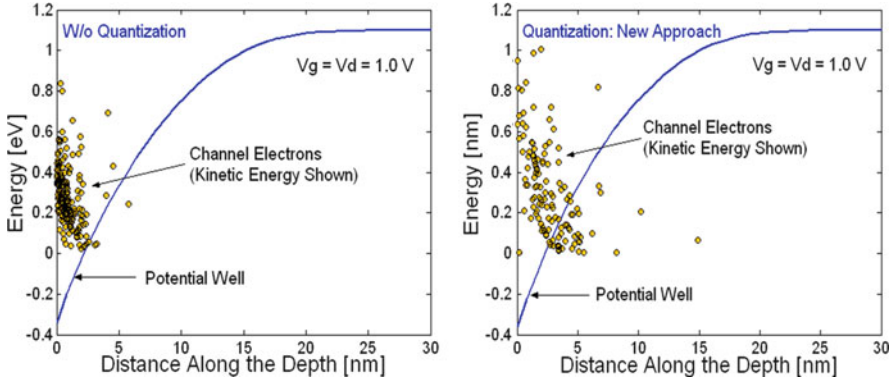 W/o Quantization
Vg = Vd = 1.0 V
Channel Electrons
(Kinetic Energy Shown)
Potential Well
Energy [eV]
1.2
1
0.8
0.6
0.4
0.2
0
-0.2
-0.4
0 5 10 15 20 25 30
Distance Along the Depth [nm]
Quantization: New Approach
Vg = Vd = 1.0 V
Channel Electrons
(Kinetic Energy Shown)
Potential Well
Energy [nm]
1.2
1
0.8
0.6
0.4
0.2
0
-0.2
-0.4
0 5 10 15 20 25 30
Distance Along the Depth [nm]